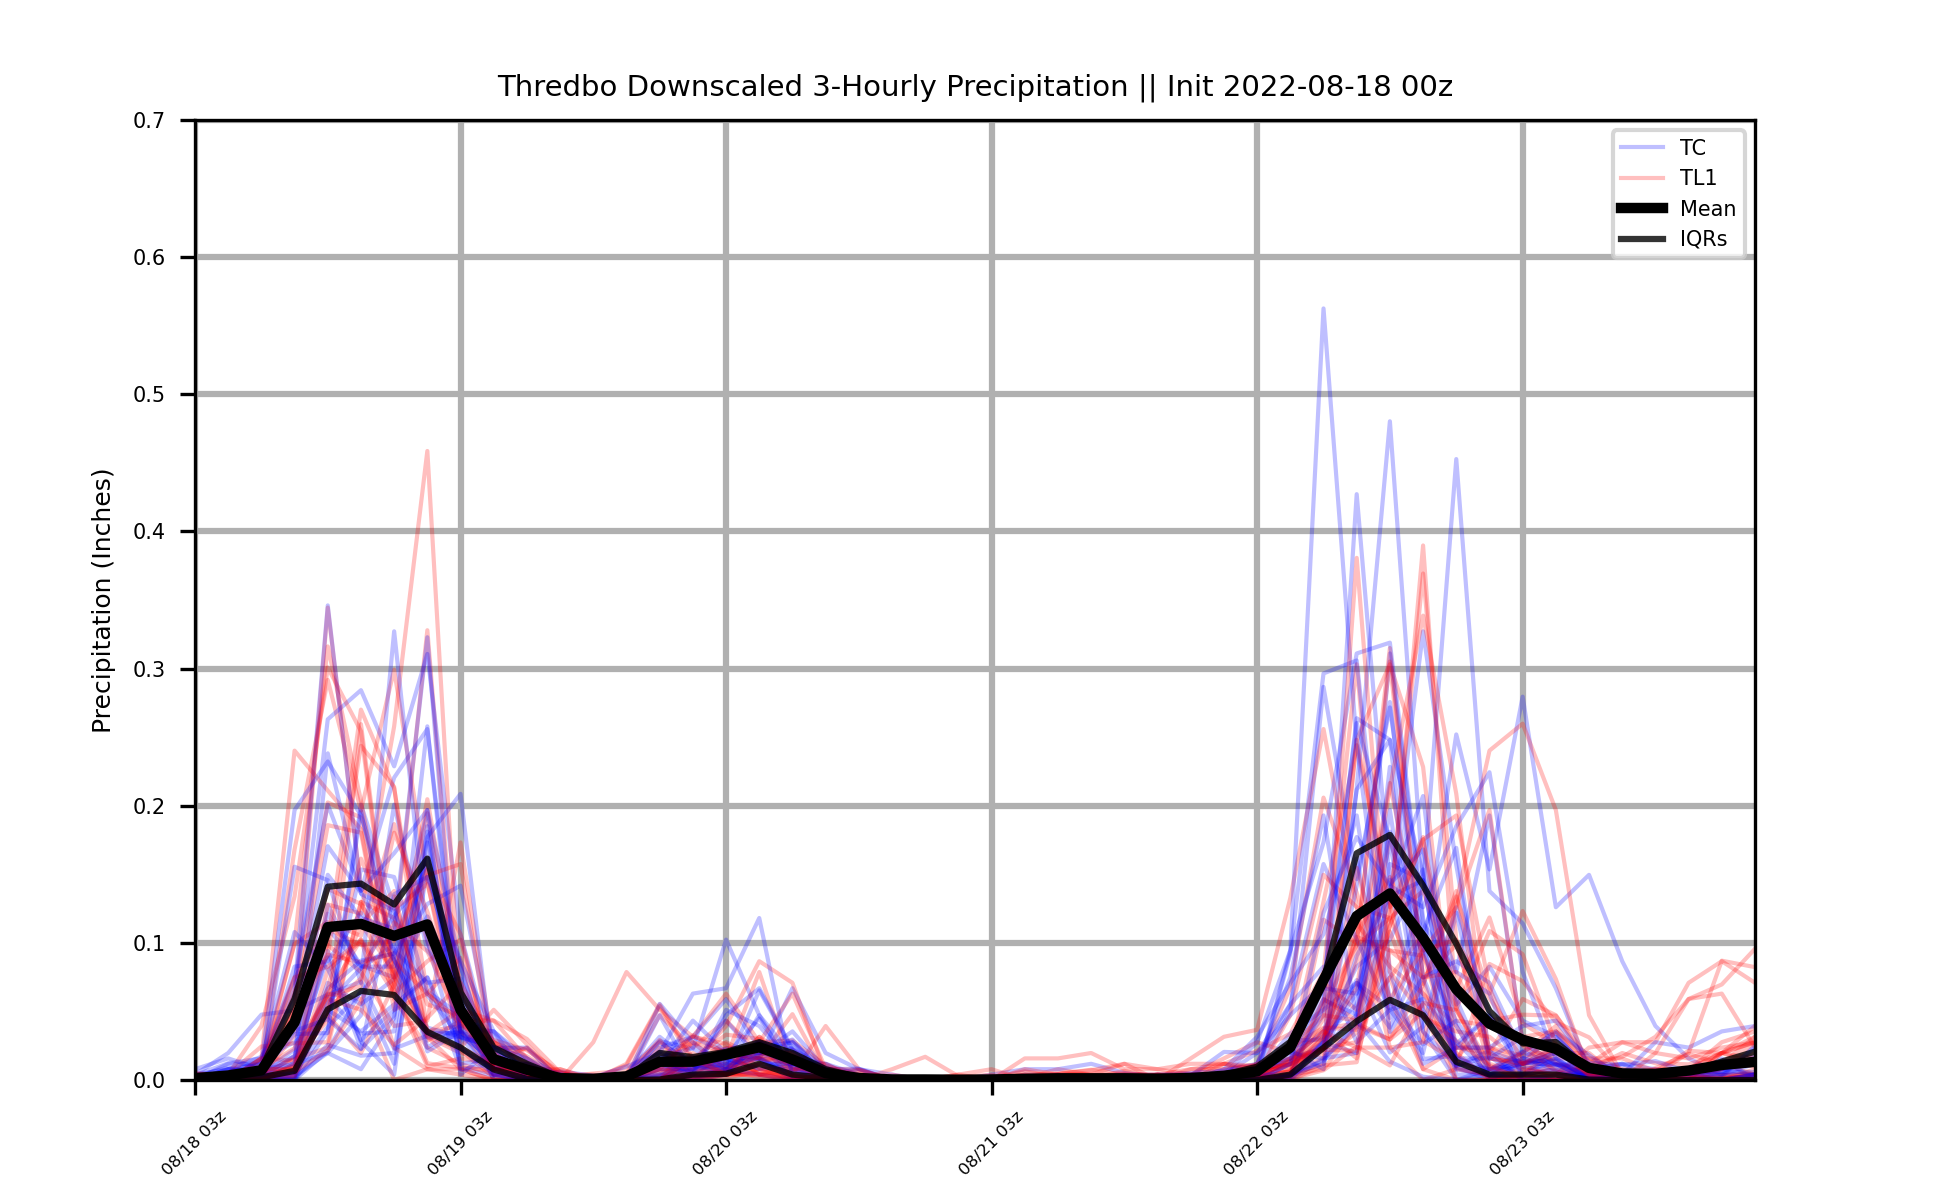 Thredbo Downscaled 3-Hourly Precipitation || Init 2022-08-18 00z
0.7
0.6
0.5
0.4
0.3
0.2
0.1
0.0
Precipitation (Inches)
TC
TL1
Mean
IQRs
08/18 03z
08/19 03z
08/20 03z
08/21 03z
08/22 03z
08/23 03z